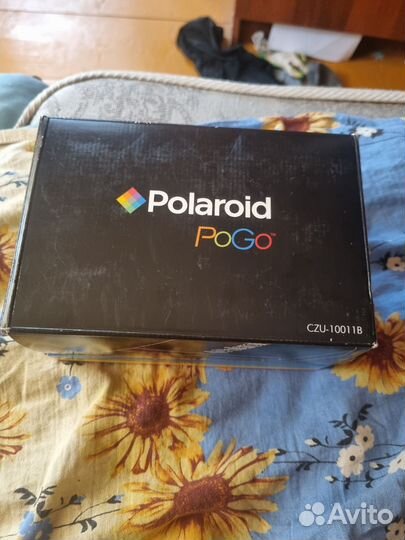 Polaroid
PoGo™
CZU-10011B
Avito